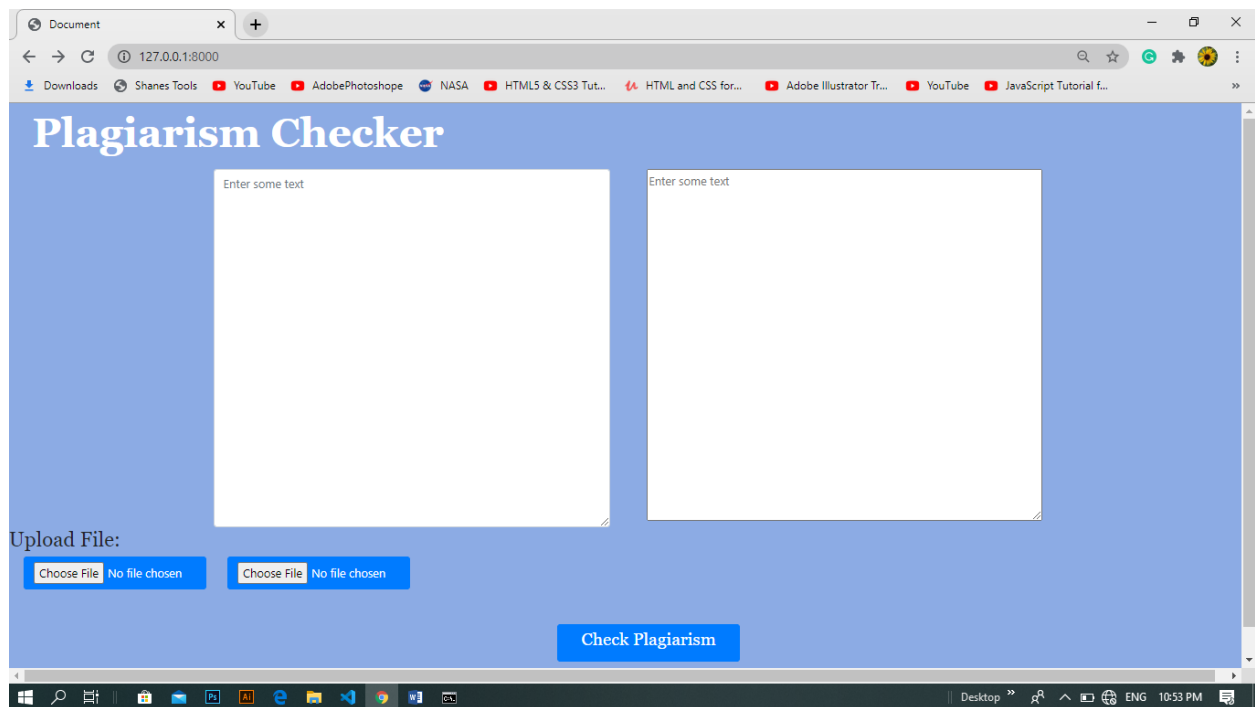 Document
127.0.0.1:8000
Downloads Shanes Tools YouTube AdobePhotoshope NASA HTML5 & CSS3 Tut... HTML and CSS for... Adobe Illustrator Tr... YouTube JavaScript Tutorial f... »
Plagiarism Checker
Enter some text Enter some text
Upload File:
Choose File No file chosen Choose File No file chosen
Check Plagiarism
Ps Ai Desktop » ENG 10:53 PM